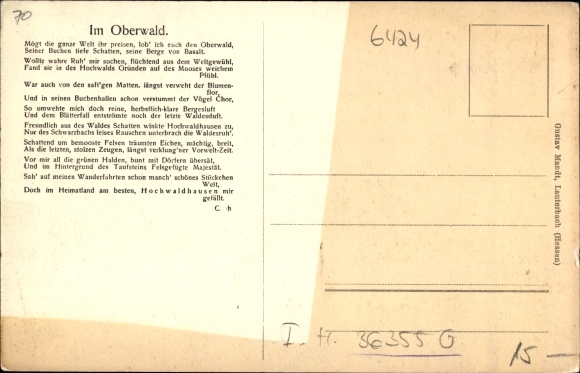 70
Im Oberwald.
Mögt die ganze Welt ihr preisen, lob' ich euch den Oberwald,
Seiner Buchen tiefe Schatten, seine Berge von Basalt.
Wollte wahre Ruh' mir suchen, flüchtend aus dem Weltgewühl,
Fand sie in des Hochwalds Gründen auf des Mooses weichem
Pfühl.
War auch von den saft'gen Matten, längst verweht der Blumen-
flor,
Und in seinen Buchenhallen schon verstummt der Vögel Chor,
So umwehte mich doch reine, herbstlich-klare Bergesluft
Und dem Blätterfall entströmte noch der letzte Waldesduft.
Freundlich aus des Waldes Schatten winkte Hochwaldhausen zu,
Nur des Schwarzbachs leises Rauschen unterbrach die Waldesruh'.
Schattend um bemooste Felsen träumten Eichen, mächtig, breit,
Als die letzten, stolzen Zeugen, längst verklung'ner Vorwelt-Zeit.
Vor mir all die grünen Halden, bunt mit Dörfern übersät,
Und im Hintergrund des Taufsteins Felsgefügte Majestät.
Sah' auf meinen Wanderfahrten schon manch' schönes Stückchen
Welt,
Doch im Heimatland am besten, Hochwaldhausen mir
gefällt.
C. h
6424
Gustav Mandt, Lauterbach (Hessen)
36355 G
15 —